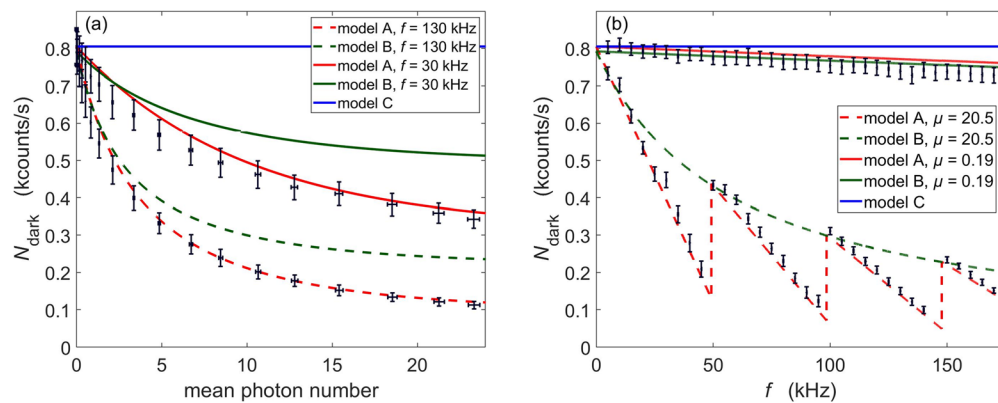 (a)
model A, f = 130 kHz
model B, f = 130 kHz
model A, f = 30 kHz
model B, f = 30 kHz
model C
0.8
0.7
0.6
0.5
0.4
0.3
0.2
0.1
0
N_dark (kcounts/s)
0 5 10 15 20
mean photon number
(b)
model A, μ = 20.5
model B, μ = 20.5
model A, μ = 0.19
model B, μ = 0.19
model C
0.8
0.7
0.6
0.5
0.4
0.3
0.2
0.1
0
N_dark (kcounts/s)
0 50 100 150
f (kHz)